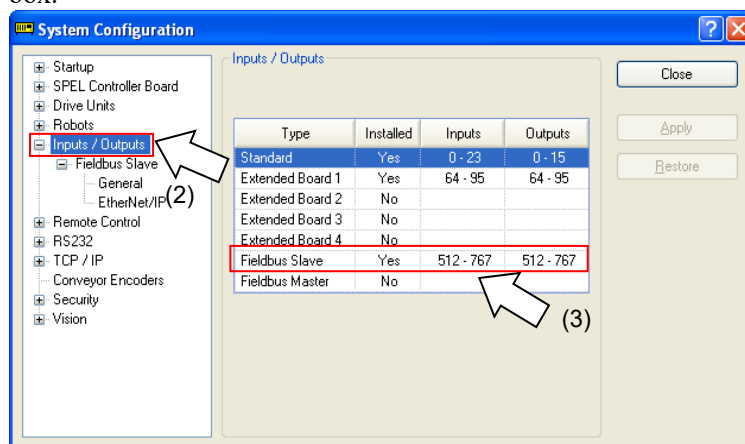 box.
System Configuration
Startup
SPEL Controller Board
Drive Units
Robots
Inputs / Outputs
Fieldbus Slave
General
EtherNet/IP
Remote Control
RS232
TCP / IP
Conveyor Encoders
Security
Vision
(2)
Inputs / Outputs
Type Installed Inputs Outputs
Standard Yes 0 - 23 0 - 15
Extended Board 1 Yes 64 - 95 64 - 95
Extended Board 2 No
Extended Board 3 No
Extended Board 4 No
Fieldbus Slave Yes 512 - 767 512 - 767
Fieldbus Master No
(3)
Close
Apply
Restore